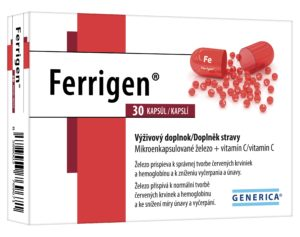 Ferrigen®
30 KAPSÚL/KAPSLÍ
Fe
Výživový doplnok/Doplněk stravy
Mikroenkapsulované železo + vitamín C/vitamin C
Železo prispieva k správnej tvorbe červených krviniek
a hemoglobínu a k zníženiu vyčerpania a únavy.
Železo přispívá k normální tvorbě
červených krvinek a hemoglobinu
a ke snížení míry únavy a vyčerpání.
GENERICA®